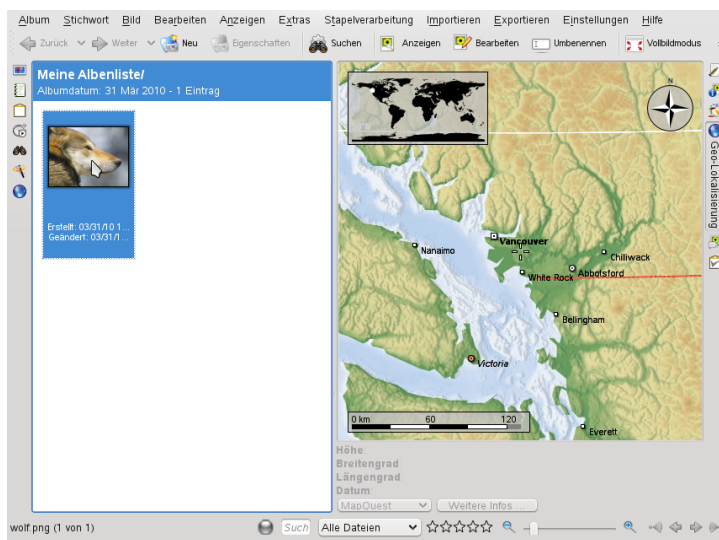 Album Stichwort Bild Bearbeiten Anzeigen Extras Stapelverarbeitung Importieren Exportieren Einstellungen Hilfe
Zurück Weiter Neu Eigenschaften Suchen Anzeigen Bearbeiten Umbenennen Vollbildmodus
Meine Albenliste/
Albumdatum: 31 Mär 2010 - 1 Eintrag
Erstellt: 03/31/10 1...
Geändert: 03/31/1...
N
Vancouver
Nanaimo
Chilliwack
White Rock
Abbotsford
Bellingham
Victoria
0 km 60 120
Everett
Geo-Lokalisierung
Höhe:
Breitengrad:
Längengrad:
Datum:
MapQuest Weitere Infos ...
wolf.png (1 von 1) Such Alle Dateien